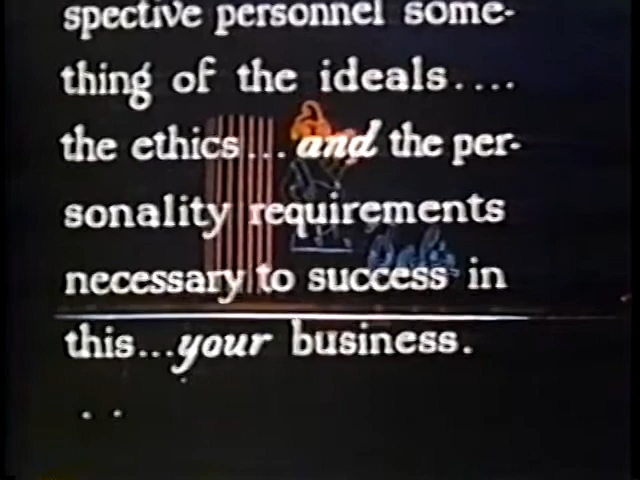 spective personnel some-
thing of the ideals....
the ethics... and the per-
sonality requirements
necessary to success in
this...your business.
..